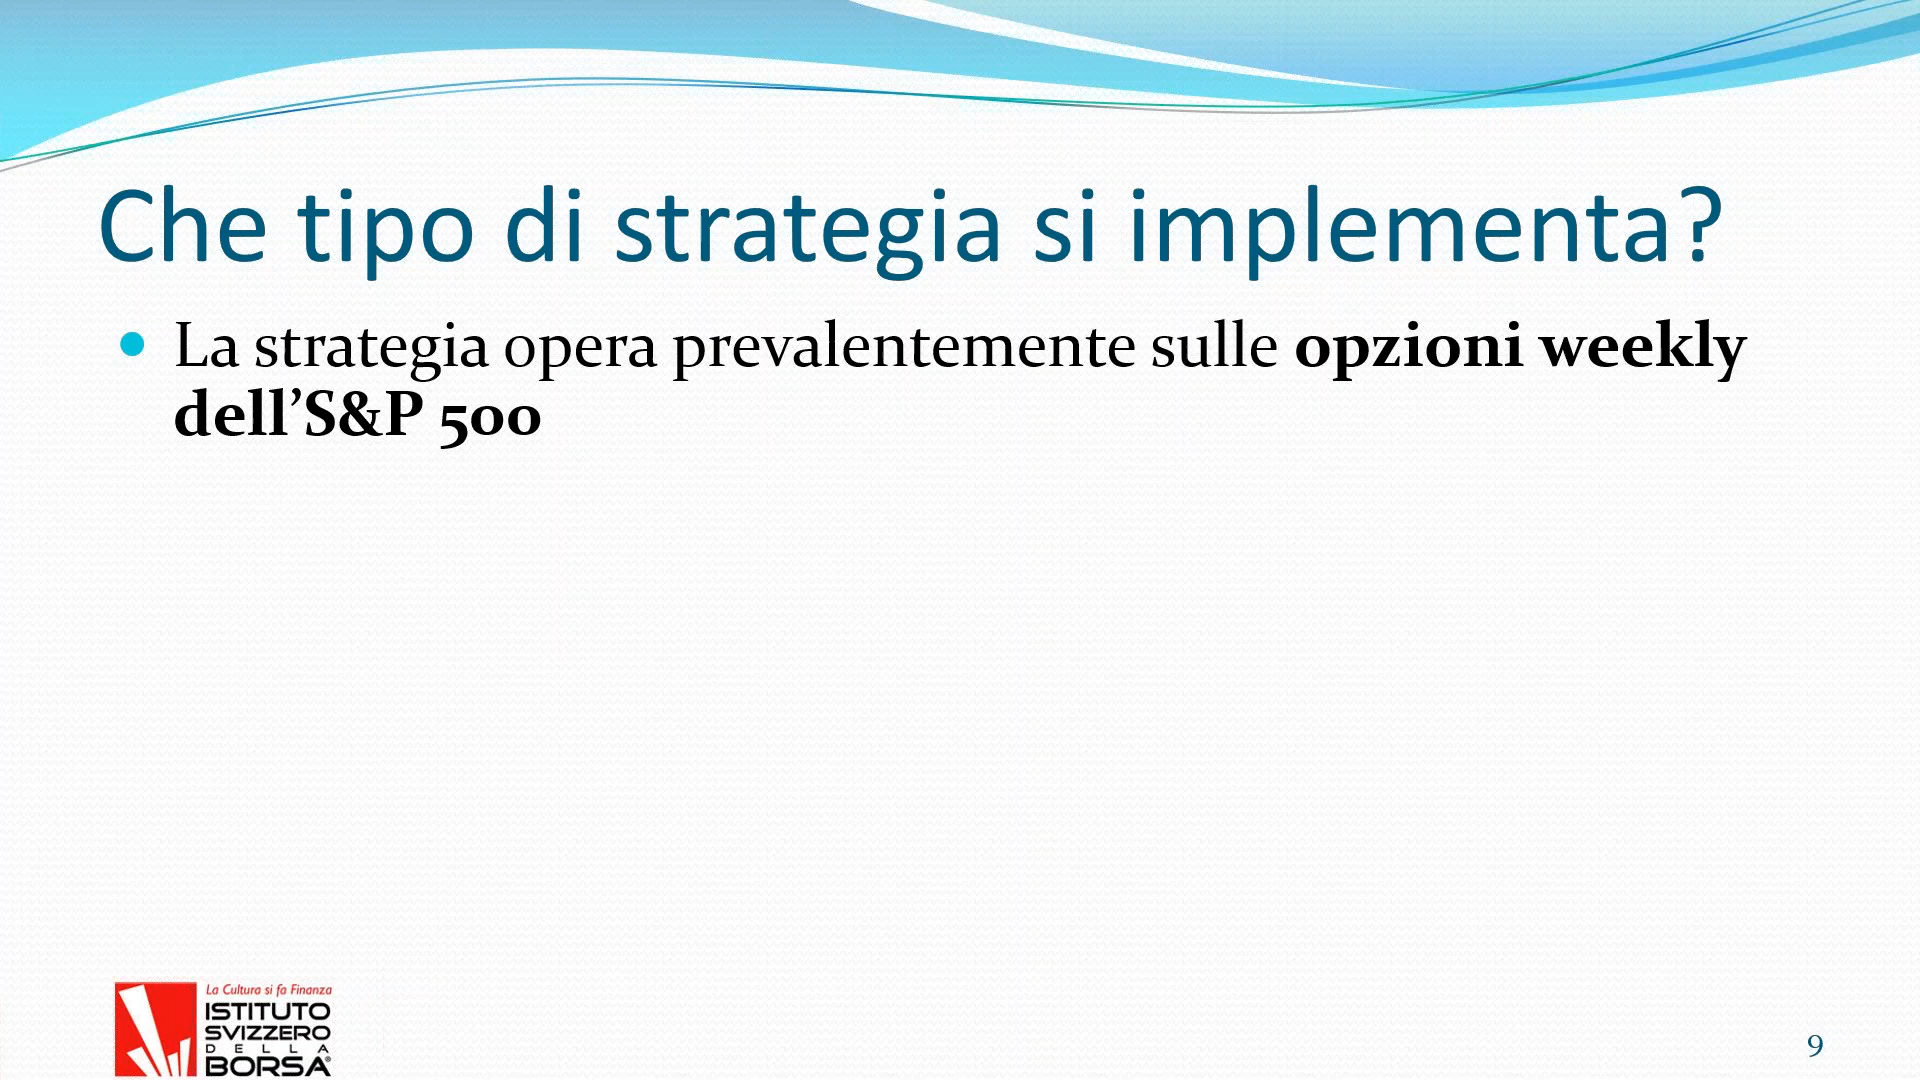 Che tipo di strategia si implementa?
La strategia opera prevalentemente sulle opzioni weekly
dell’S&P 500
La Cultura si fa Finanza
ISTITUTO
SVIZZERO
DELLA
BORSA®
9